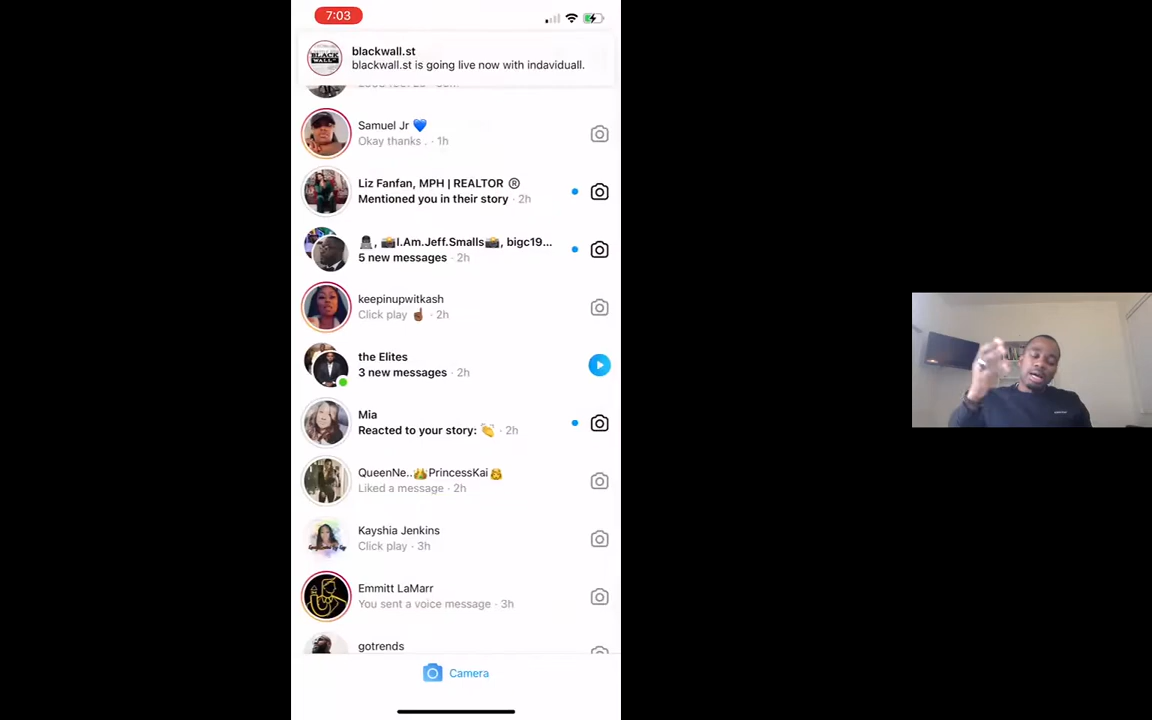 7:03
blackwall.st
blackwall.st is going live now with indaviduall.
Samuel Jr 💙
Okay thanks . · 1h
Liz Fanfan, MPH | REALTOR ®
Mentioned you in their story · 2h
, 📸I.Am.Jeff.Smalls📸, bigc19...
5 new messages · 2h
keepinupwitkash
Click play ☝🏾 · 2h
the Elites
3 new messages · 2h
Mia
Reacted to your story: 👏 · 2h
QueenNe..👑PrincessKai👸
Liked a message · 2h
Kayshia Jenkins
Click play · 3h
Emmitt LaMarr
You sent a voice message · 3h
gotrends
Camera